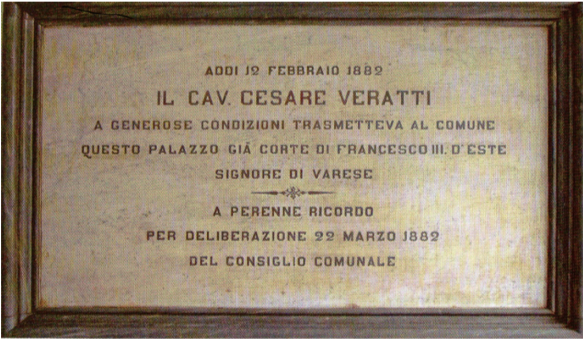 ADDI 12 FEBBRAIO 1882
IL CAV. CESARE VERATTI
A GENEROSE CONDIZIONI TRASMETTEVA AL COMUNE
QUESTO PALAZZO GIÁ CORTE DI FRANCESCO III. D'ESTE
SIGNORE DI VARESE
A PERENNE RICORDO
PER DELIBERAZIONE 22 MARZO 1882
DEL CONSIGLIO COMUNALE